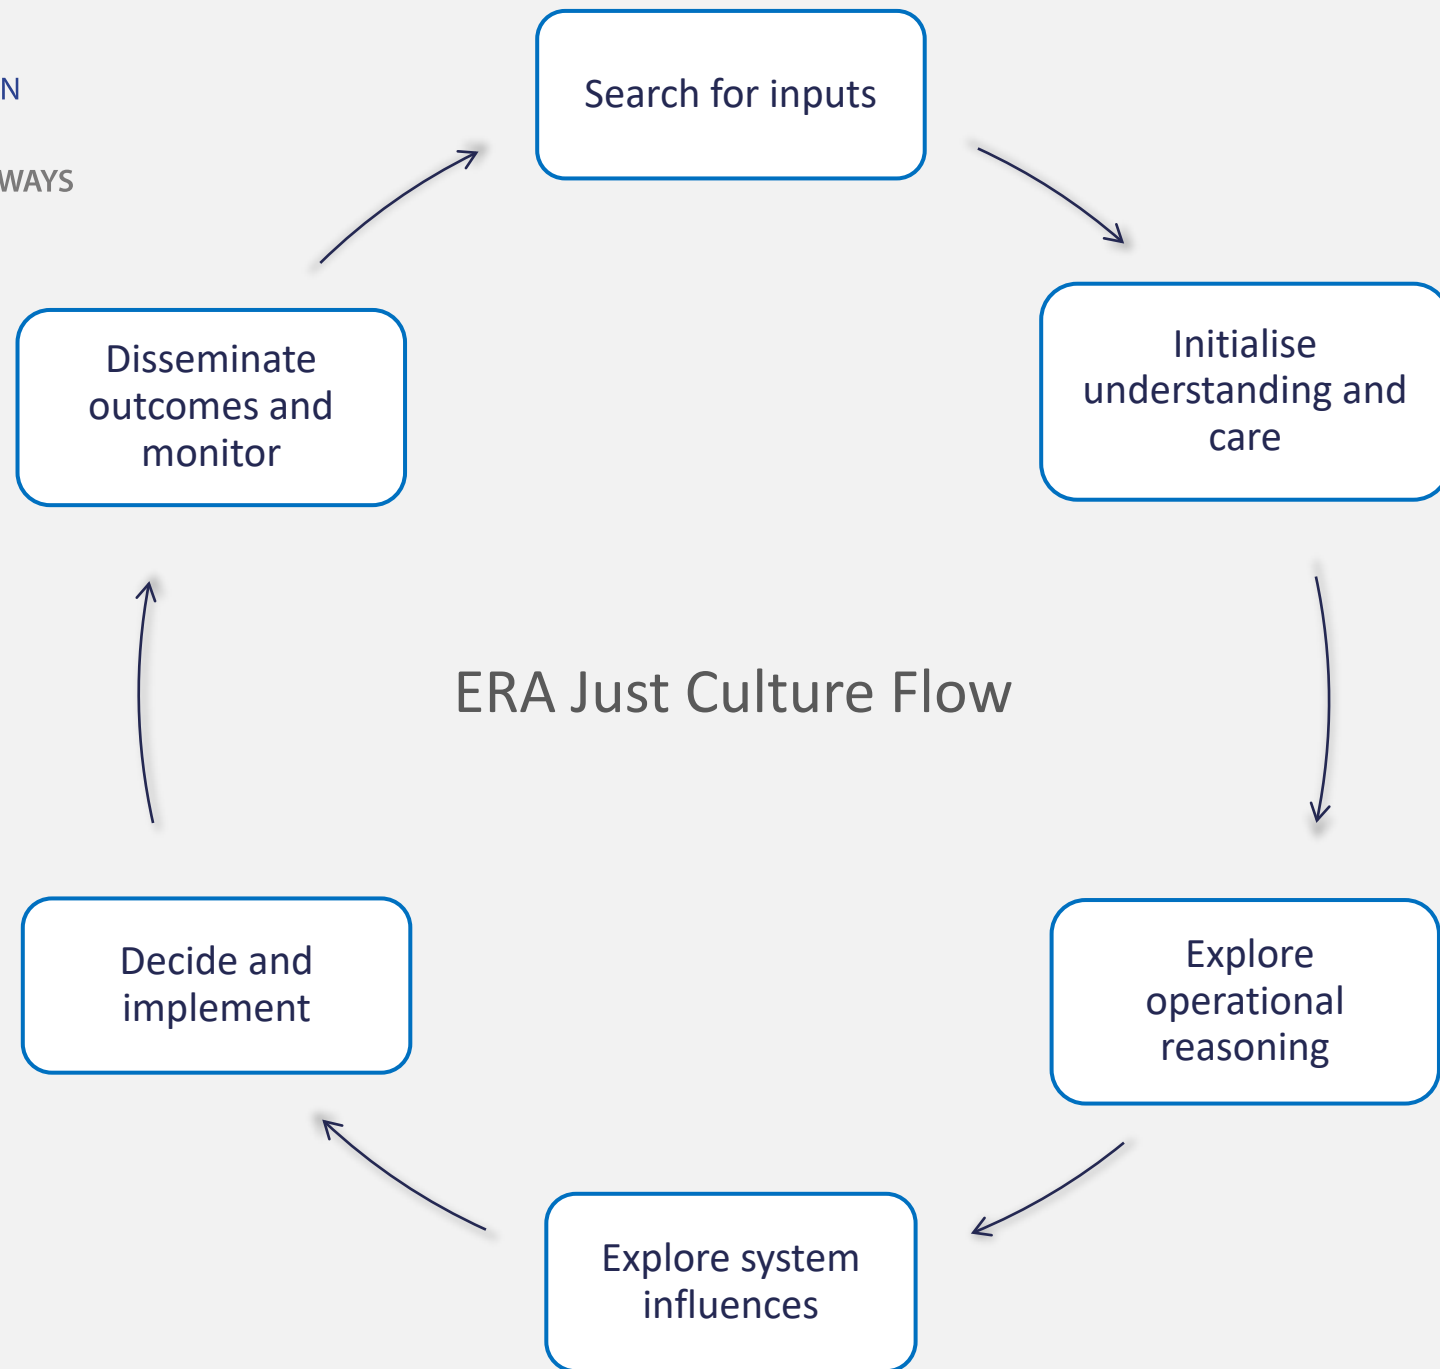 N
WAYS
Search for inputs
Initialise
understanding and
care
Explore
operational
reasoning
Explore system
influences
Decide and
implement
Disseminate
outcomes and
monitor
ERA Just Culture Flow